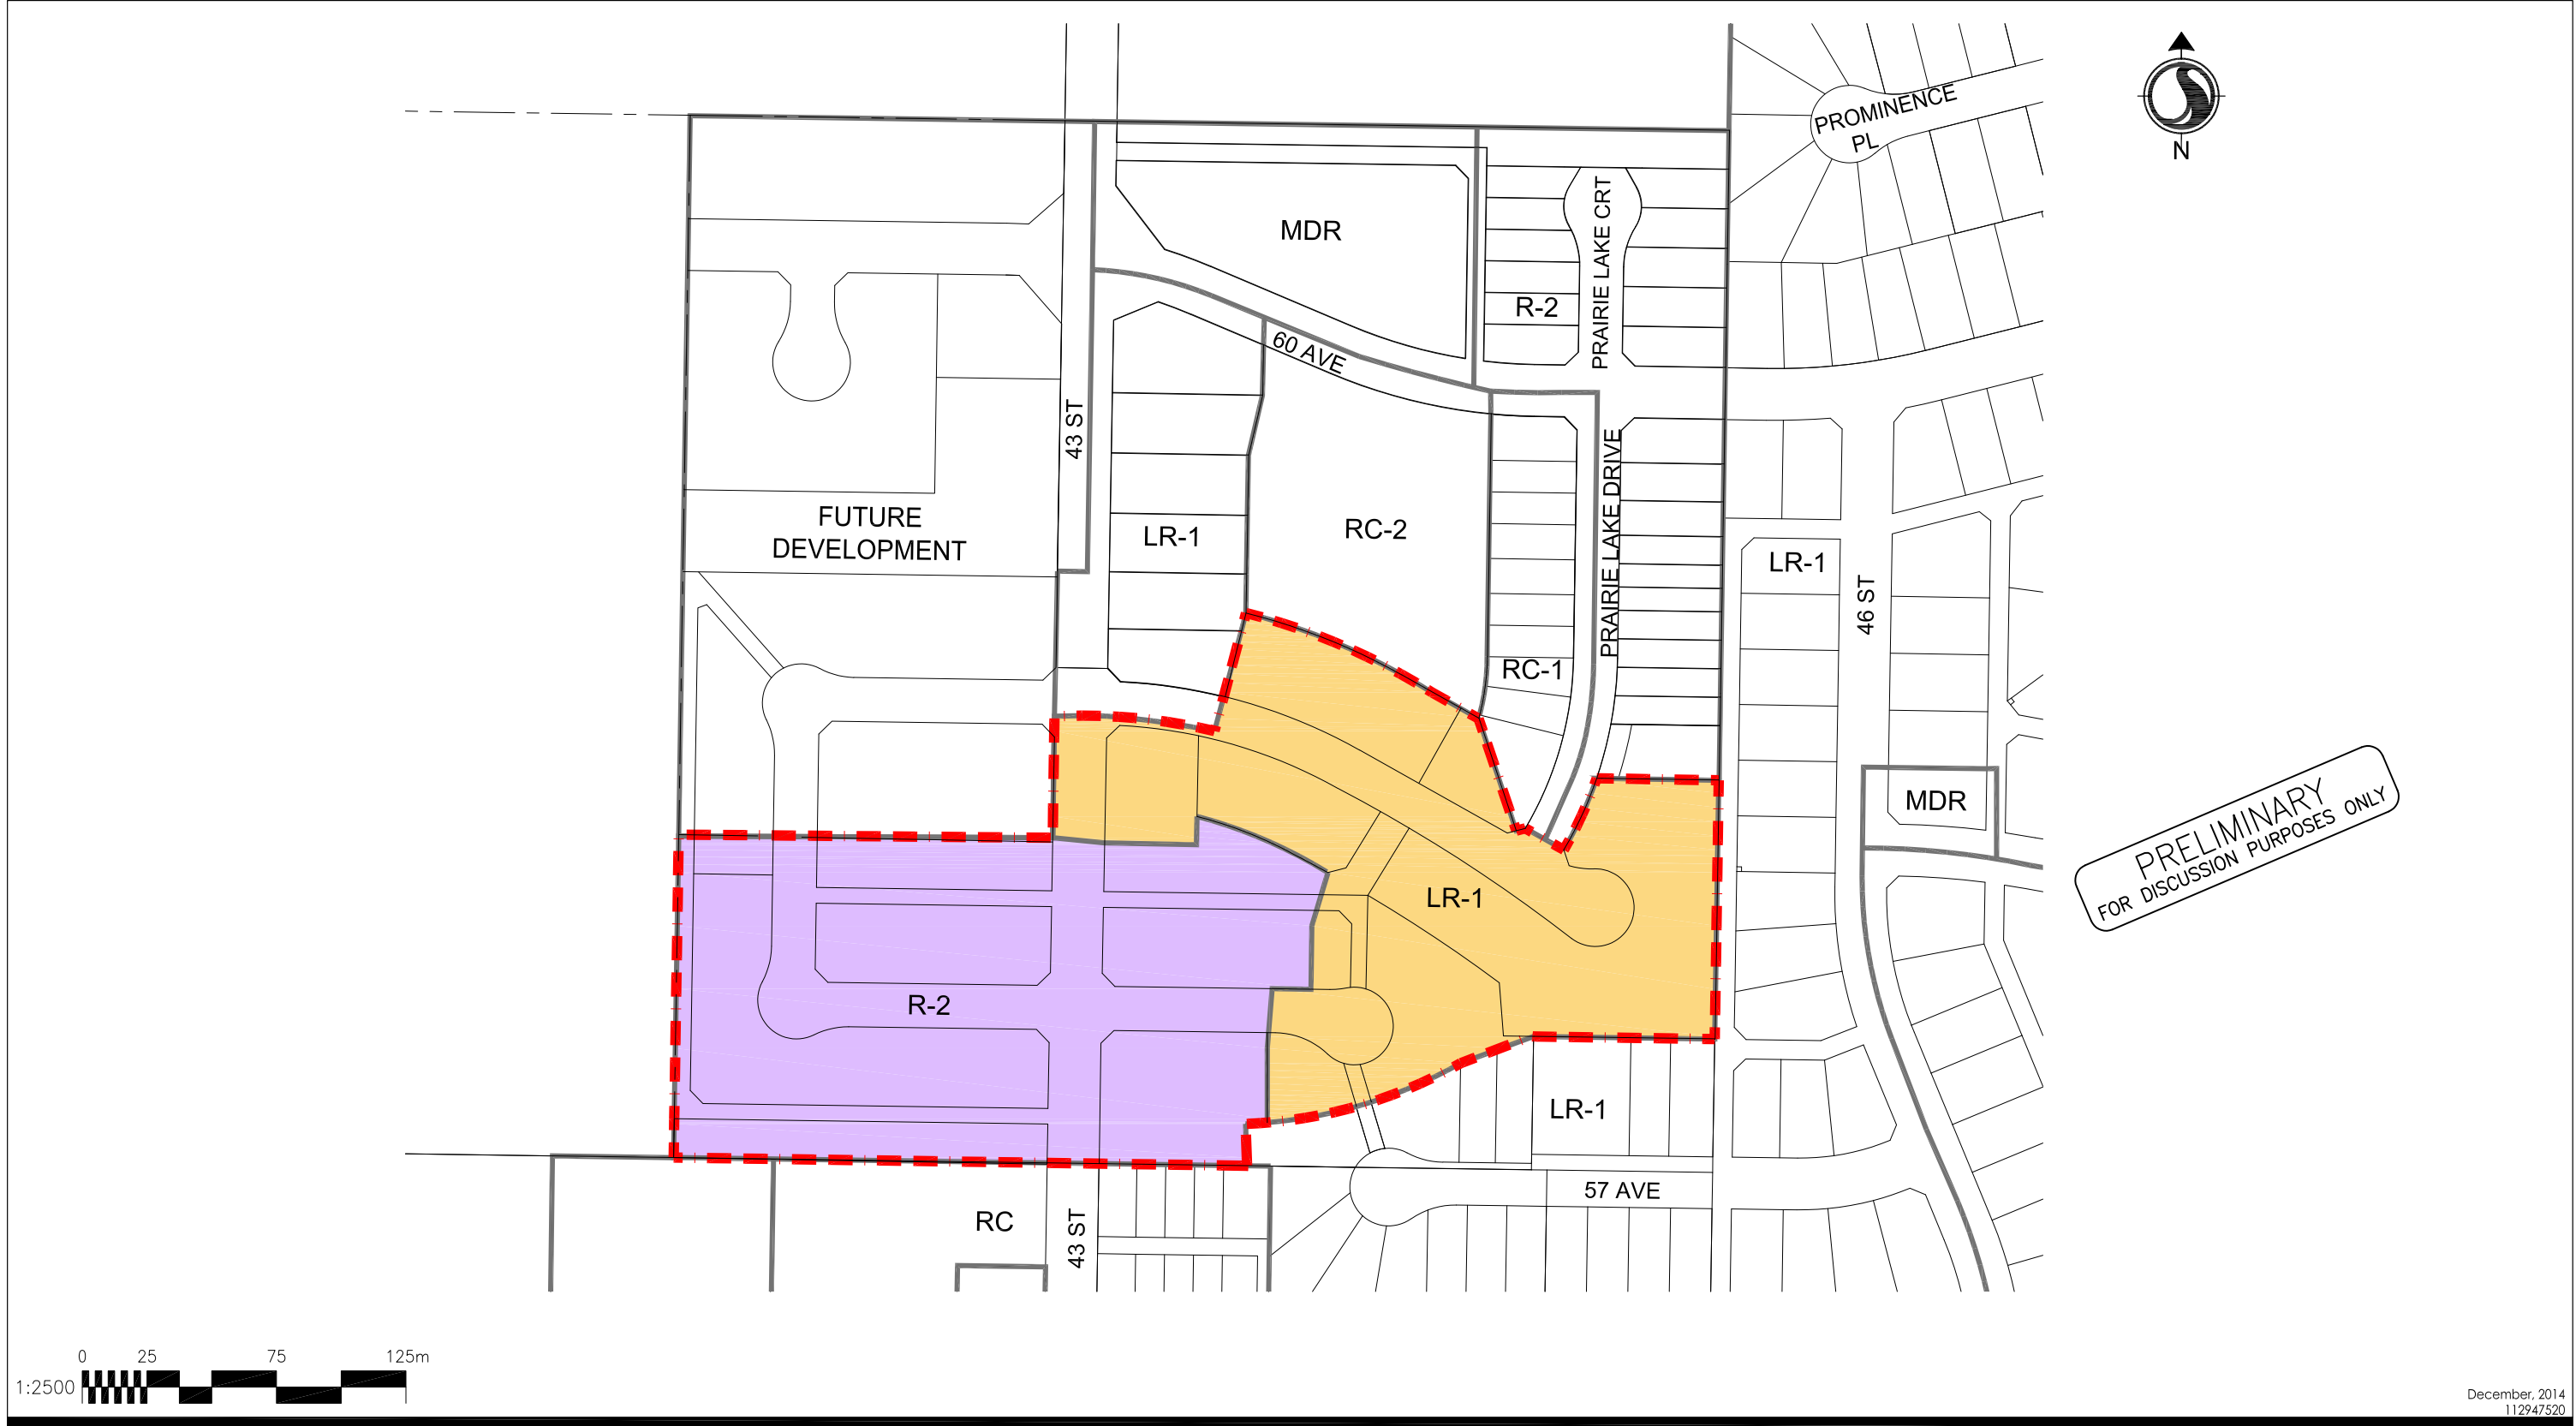 PROMINENCE
PL
N
MDR
PRAIRIE LAKE CRT
R-2
60 AVE
43 ST
PRAIRIE LAKE DRIVE
FUTURE
DEVELOPMENT
LR-1
RC-2
LR-1
46 ST
RC-1
MDR
PRELIMINARY
FOR DISCUSSION PURPOSES ONLY
LR-1
R-2
LR-1
57 AVE
RC
43 ST
0 25 75 125m
1:2500
December, 2014
112947520